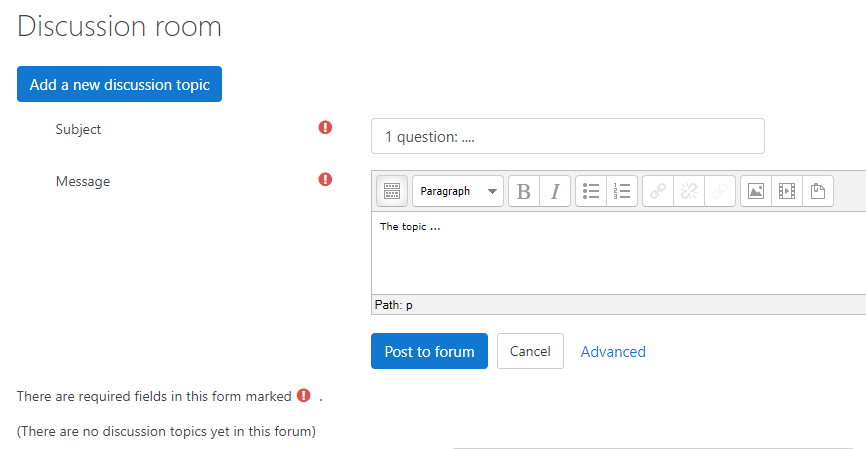 Discussion room
Add a new discussion topic
Subject
1 question: ....
Message
Paragraph B I
The topic ...
Path: p
Post to forum Cancel Advanced
There are required fields in this form marked .
(There are no discussion topics yet in this forum)